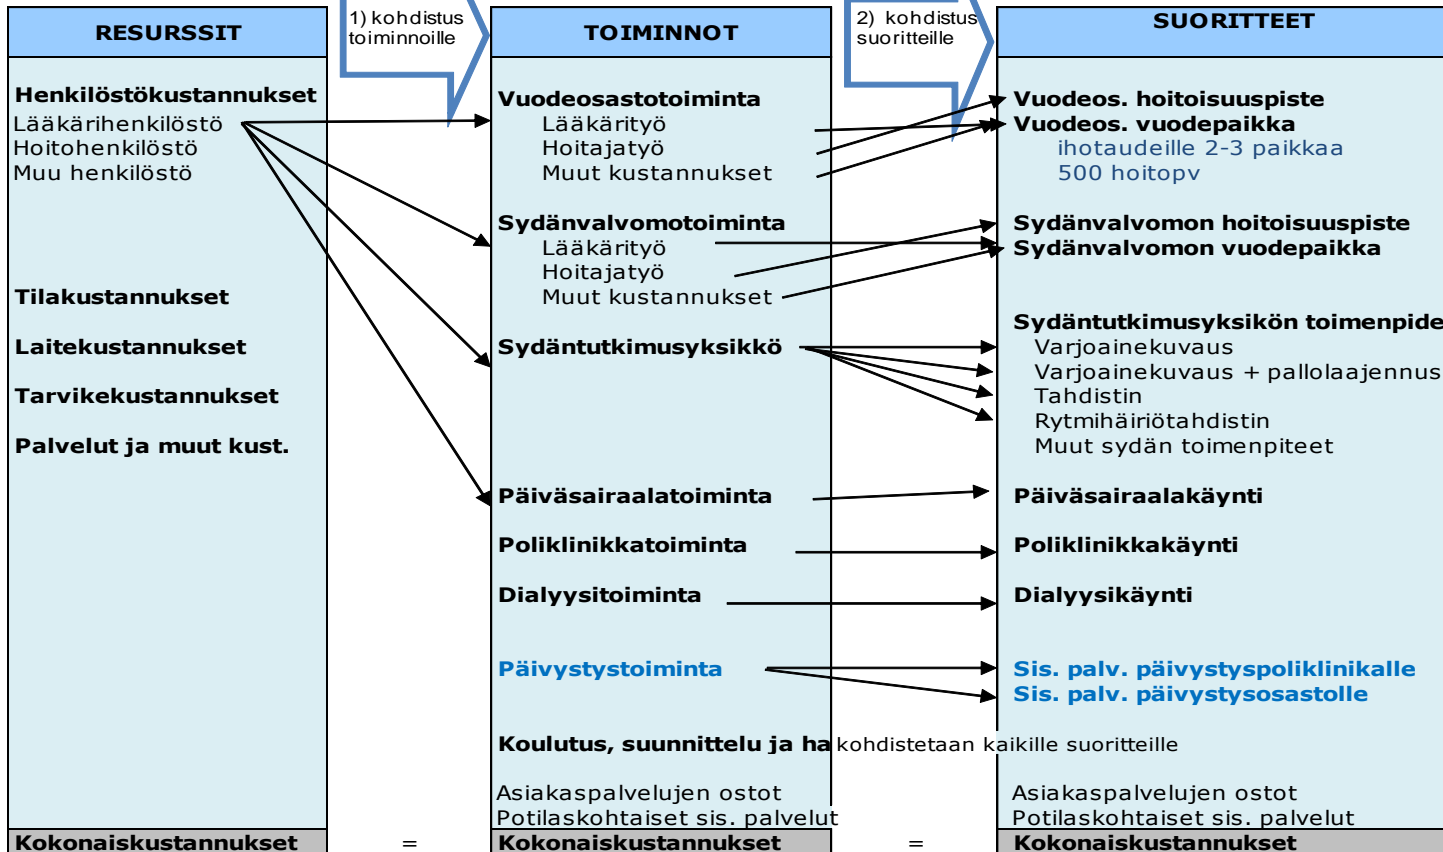 RESURSSIT
Henkilöstökustannukset
Lääkärihenkilöstö
Hoitohenkilöstö
Muu henkilöstö
Tilakustannukset
Laitekustannukset
Tarvikekustannukset
Palvelut ja muut kust.
Kokonaiskustannukset
1) kohdistus
toiminnoille
=
TOIMINNOT
Vuodeosastotoiminta
Lääkärityö
Hoitajatyö
Muut kustannukset
Sydänvalvomotoiminta
Lääkärityö
Hoitajatyö
Muut kustannukset
Sydäntutkimusyksikkö
Päiväsairaalatoiminta
Poliklinikkatoiminta
Dialyysitoiminta
Päivystystoiminta
Koulutus, suunnittelu ja ha kohdistetaan kaikille suoritteille
Asiakaspalvelujen ostot
Potilaskohtaiset sis. palvelut
Kokonaiskustannukset
2) kohdistus
suoritteille
=
SUORITTEET
Vuodeos. hoitoisuuspiste
Vuodeos. vuodepaikka
ihotaudeille 2-3 paikkaa
500 hoitopv
Sydänvalvomon hoitoisuuspiste
Sydänvalvomon vuodepaikka
Sydäntutkimusyksikön toimenpide
Varjoainekuvaus
Varjoainekuvaus + pallolaajennus
Tahdistin
Rytmihäiriötahdistin
Muut sydän toimenpiteet
Päiväsairaalakäynti
Poliklinikkakäynti
Dialyysikäynti
Sis. palv. päivystyspoliklinikalle
Sis. palv. päivystysosastolle
Asiakaspalvelujen ostot
Potilaskohtaiset sis. palvelut
Kokonaiskustannukset